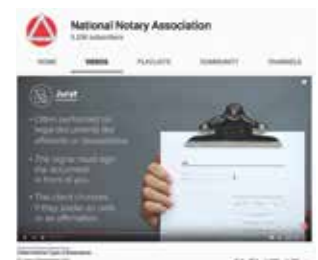 National Notary Association
HOME VIDEOS PLAYLISTS COMMUNITY CHANNELS
Jurat
• Often performed on
legal documents like
affidavits or depositions
• The signer must sign
the document
in front of you.
• The client chooses
if they prefer an oath
or an affirmation.